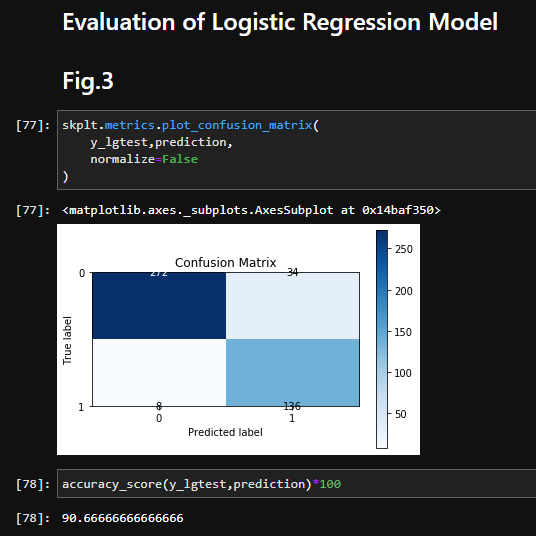 Evaluation of Logistic Regression Model
Fig.3
[77]: skplt.metrics.plot_confusion_matrix(
y_lgtest,prediction,
normalize=False
)
[77]: <matplotlib.axes._subplots.AxesSubplot at 0x14baf350>
Confusion Matrix
0 272 34 250
200
True label 150
100
1 8 136 50
0 1
Predicted label
[78]: accuracy_score(y_lgtest,prediction)*100
[78]: 90.66666666666666